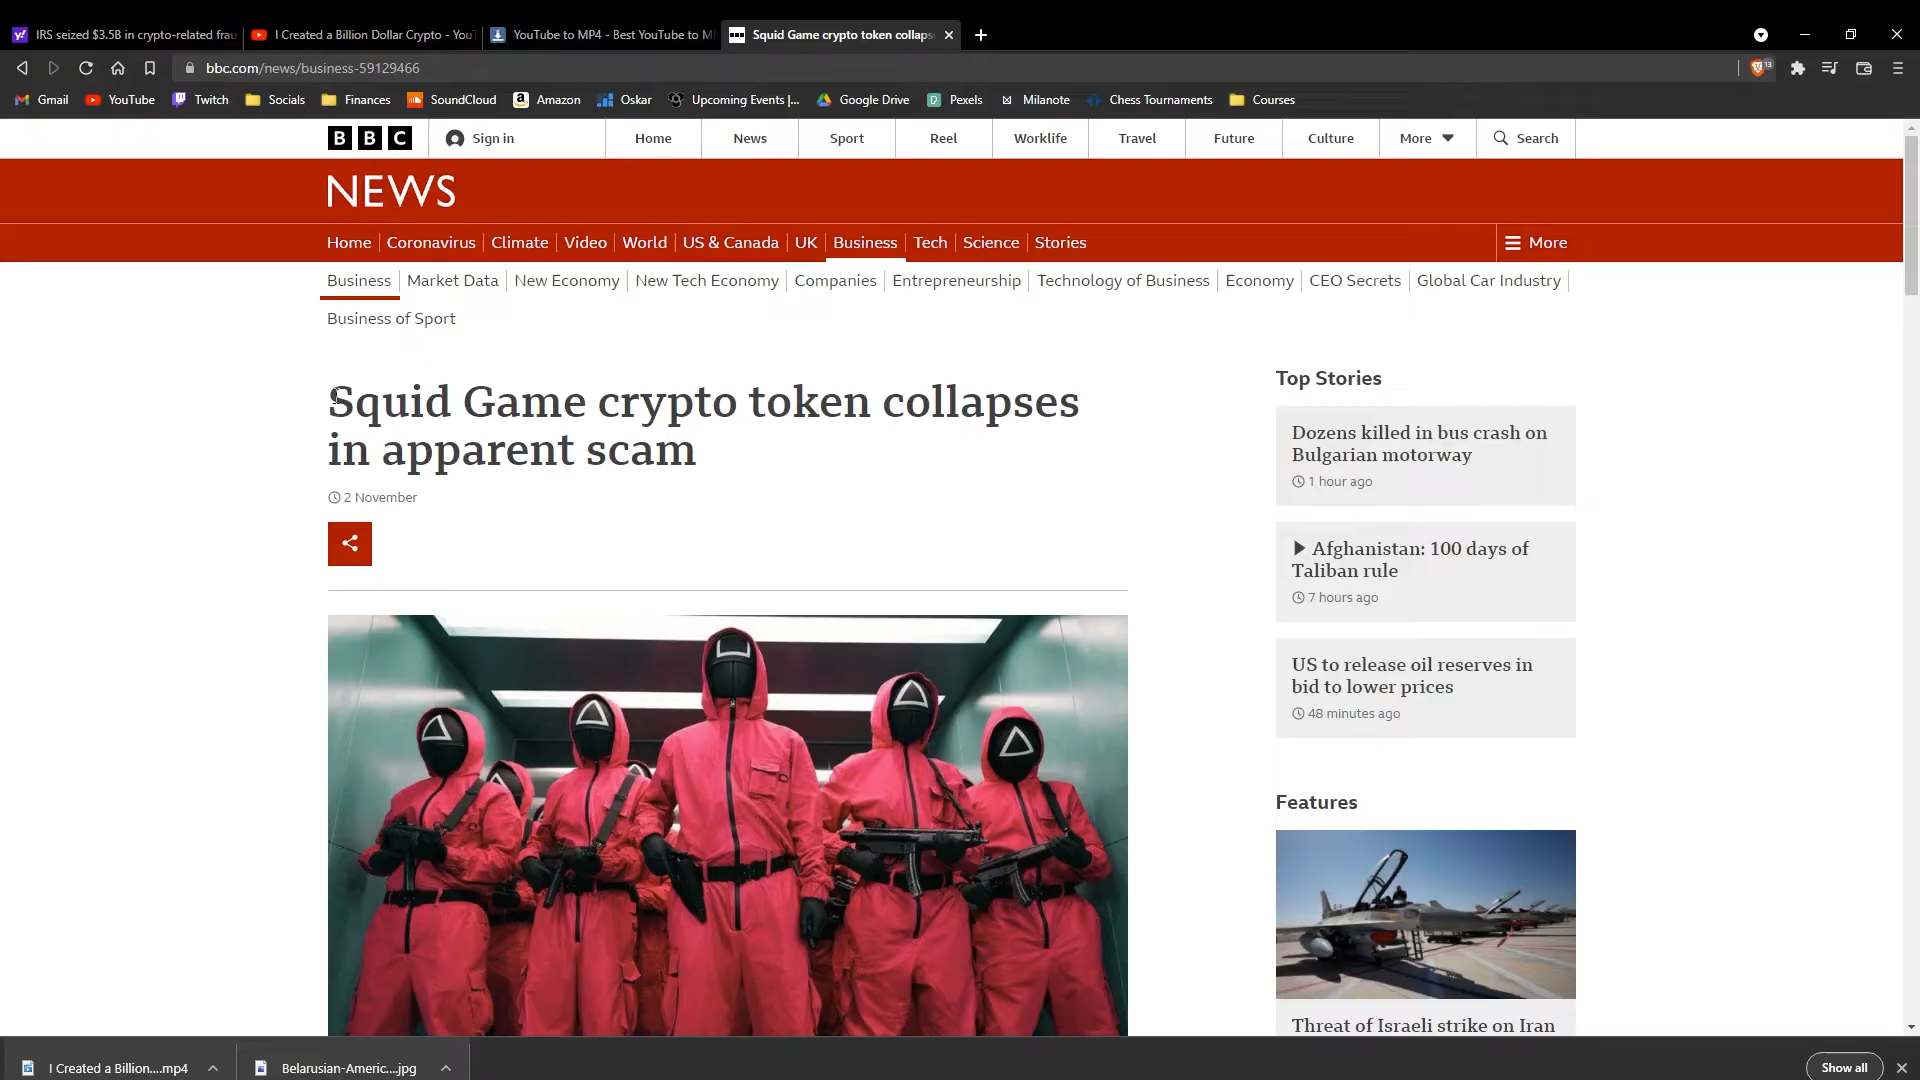 IRS seized $3.5B in crypto-related frau
I Created a Billion Dollar Crypto - YouT
YouTube to MP4 - Best YouTube to M
Squid Game crypto token collaps
bbc.com/news/business-59129466
13
Gmail
YouTube
Twitch
Socials
Finances
SoundCloud
Amazon
Oskar
Upcoming Events |...
Google Drive
Pexels
Milanote
Chess Tournaments
Courses
BBC
Sign in
Home
News
Sport
Reel
Worklife
Travel
Future
Culture
More
Search
NEWS
Home
Coronavirus
Climate
Video
World
US & Canada
UK
Business
Tech
Science
Stories
More
Business
Market Data
New Economy
New Tech Economy
Companies
Entrepreneurship
Technology of Business
Economy
CEO Secrets
Global Car Industry
Business of Sport
Squid Game crypto token collapses
in apparent scam
2 November
Top Stories
Dozens killed in bus crash on
Bulgarian motorway
1 hour ago
Afghanistan: 100 days of
Taliban rule
7 hours ago
US to release oil reserves in
bid to lower prices
48 minutes ago
Features
Threat of Israeli strike on Iran
I Created a Billion....mp4
Belarusian-Americ....jpg
Show all